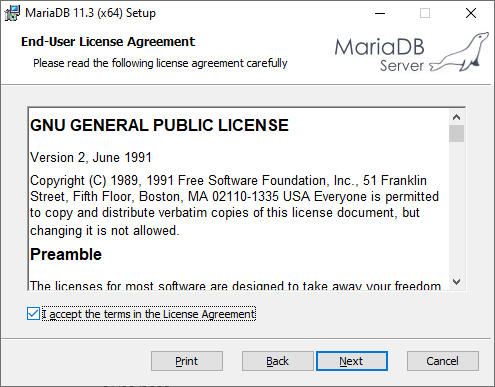 MariaDB 11.3 (x64) Setup
End-User License Agreement
Please read the following license agreement carefully
MariaDB
Server
GNU GENERAL PUBLIC LICENSE
Version 2, June 1991
Copyright (C) 1989, 1991 Free Software Foundation, Inc., 51 Franklin
Street, Fifth Floor, Boston, MA 02110-1335 USA Everyone is permitted
to copy and distribute verbatim copies of this license document, but
changing it is not allowed.
Preamble
The licenses for most software are designed to take away your freedom
I accept the terms in the License Agreement
Print
Back
Next
Cancel